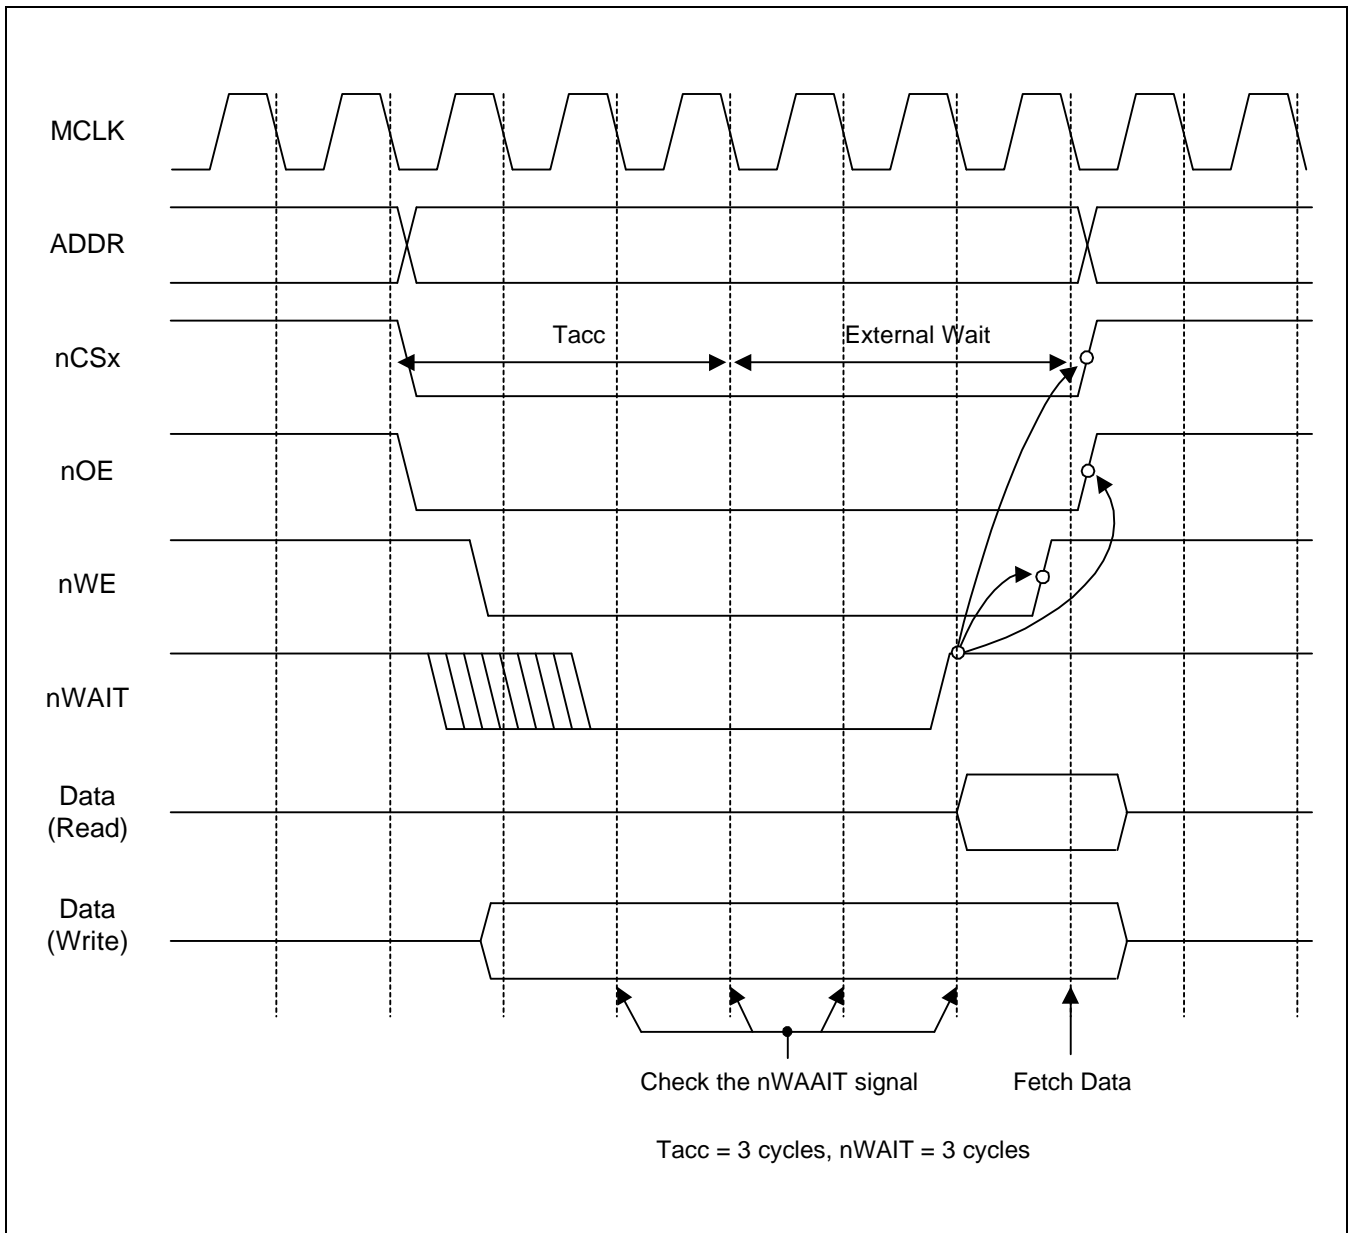 MCLK
ADDR
Tacc
External Wait
nCSx
nOE
nWE
nWAIT
Data
(Read)
Data
(Write)
Check the nWAAIT signal
Fetch Data
Tacc = 3 cycles, nWAIT = 3 cycles